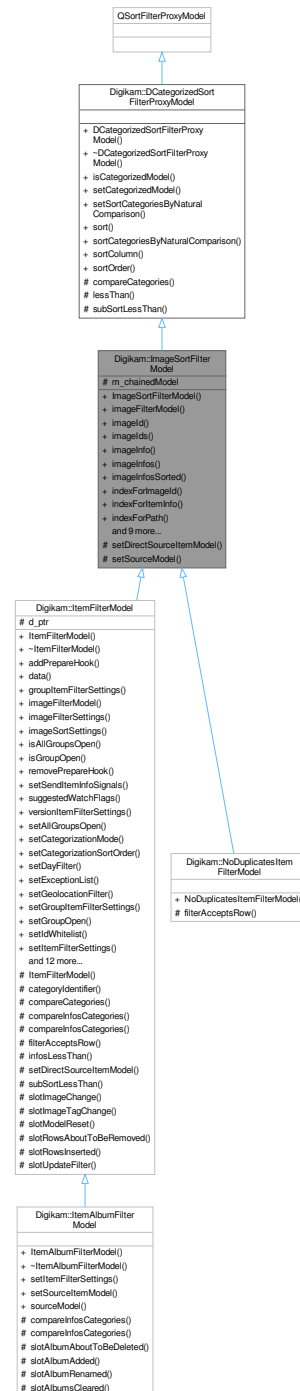 QSortFilterProxyModel
Digikam::DCategorizedSort
FilterProxyModel
+ DCategorizedSortFilterProxy
Model()
+ ~DCategorizedSortFilterProxy
Model()
+ isCategorizedModel()
+ setCategorizedModel()
+ setSortCategoriesByNatural
Comparison()
+ sort()
+ sortCategoriesByNaturalComparison()
+ sortColumn()
+ sortOrder()
# compareCategories()
# lessThan()
# subSortLessThan()
Digikam::ImageSortFilter
Model
# m_chainedModel
+ ImageSortFilterModel()
+ imageFilterModel()
+ imageId()
+ imageIds()
+ imageInfo()
+ imageInfos()
+ imageInfosSorted()
+ indexForImageId()
+ indexForItemInfo()
+ indexForPath()
and 9 more...
# setDirectSourceItemModel()
# setSourceModel()
Digikam::ItemFilterModel
# d_ptr
+ ItemFilterModel()
+ ~ItemFilterModel()
+ addPrepareHook()
+ data()
+ groupItemFilterSettings()
+ imageFilterModel()
+ imageFilterSettings()
+ imageSortSettings()
+ isAllGroupsOpen()
+ isGroupOpen()
+ removePrepareHook()
+ setSendItemInfoSignals()
+ suggestedWatchFlags()
+ versionItemFilterSettings()
+ setAllGroupsOpen()
+ setCategorizationMode()
+ setCategorizationSortOrder()
+ setDayFilter()
+ setExceptionList()
+ setGeolocationFilter()
+ setGroupItemFilterSettings()
+ setGroupOpen()
+ setIdWhitelist()
+ setItemFilterSettings()
and 12 more...
# ItemFilterModel()
# categoryIdentifier()
# compareCategories()
# compareInfosCategories()
# compareInfosCategories()
# filterAcceptsRow()
# infosLessThan()
# setDirectSourceItemModel()
# subSortLessThan()
# slotImageChange()
# slotImageTagChange()
# slotModelReset()
# slotRowsAboutToBeRemoved()
# slotRowsInserted()
# slotUpdateFilter()
Digikam::NoDuplicatesItem
FilterModel
+ NoDuplicatesItemFilterModel()
# filterAcceptsRow()
Digikam::ItemAlbumFilter
Model
+ ItemAlbumFilterModel()
+ ~ItemAlbumFilterModel()
+ setItemFilterSettings()
+ setSourceItemModel()
+ sourceModel()
# compareInfosCategories()
# compareInfosCategories()
# slotAlbumAboutToBeDeleted()
# slotAlbumAdded()
# slotAlbumRenamed()
# slotAlbumsCleared()